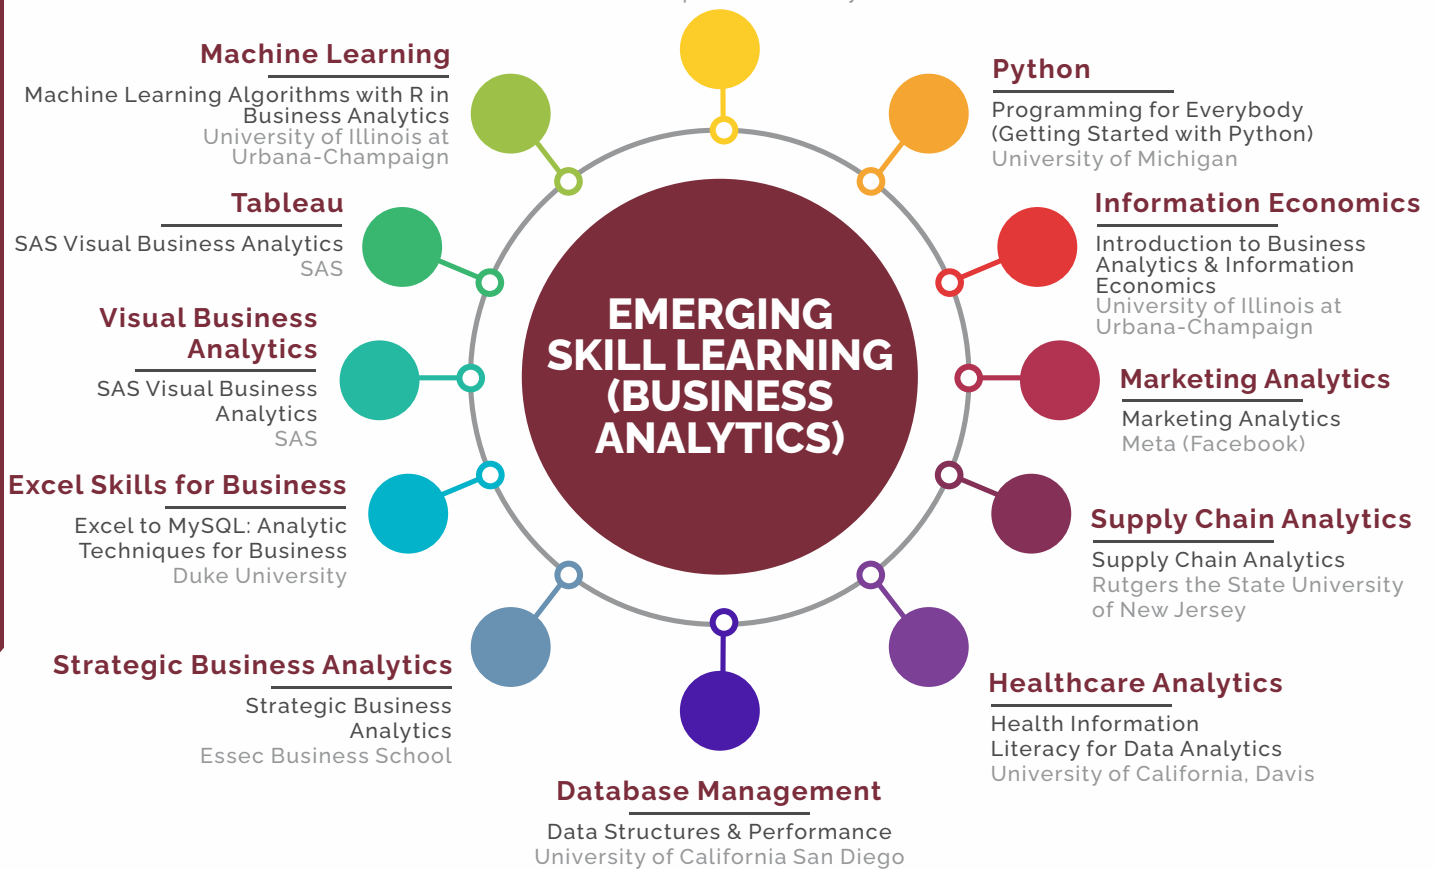 Machine Learning
Machine Learning Algorithms with R in
Business Analytics
University of Illinois at
Urbana-Champaign
Python
Programming for Everybody
(Getting Started with Python)
University of Michigan
Tableau
SAS Visual Business Analytics
SAS
Information Economics
Introduction to Business
Analytics & Information
Economics
University of Illinois at
Urbana-Champaign
Visual Business
Analytics
SAS Visual Business
Analytics
SAS
EMERGING
SKILL LEARNING
(BUSINESS
ANALYTICS)
Marketing Analytics
Marketing Analytics
Meta (Facebook)
Excel Skills for Business
Excel to MySQL: Analytic
Techniques for Business
Duke University
Supply Chain Analytics
Supply Chain Analytics
Rutgers the State University
of New Jersey
Strategic Business Analytics
Strategic Business
Analytics
Essec Business School
Healthcare Analytics
Health Information
Literacy for Data Analytics
University of California, Davis
Database Management
Data Structures & Performance
University of California San Diego